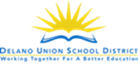 DELANO UNION SCHOOL DISTRICT
Working Together For A Better Education